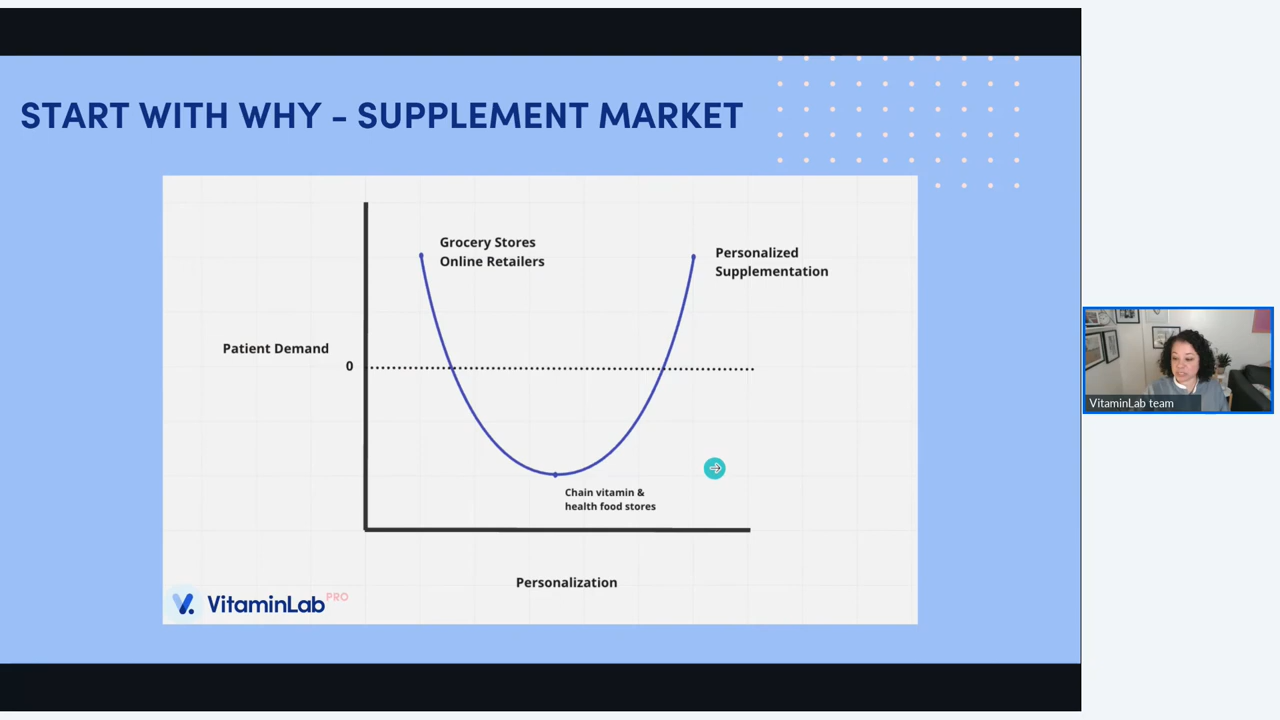 START WITH WHY - SUPPLEMENT MARKET
Grocery Stores
Online Retailers
Personalized
Supplementation
Patient Demand
0
Chain vitamin &
health food stores
Personalization
VitaminLab PRO
VitaminLab team